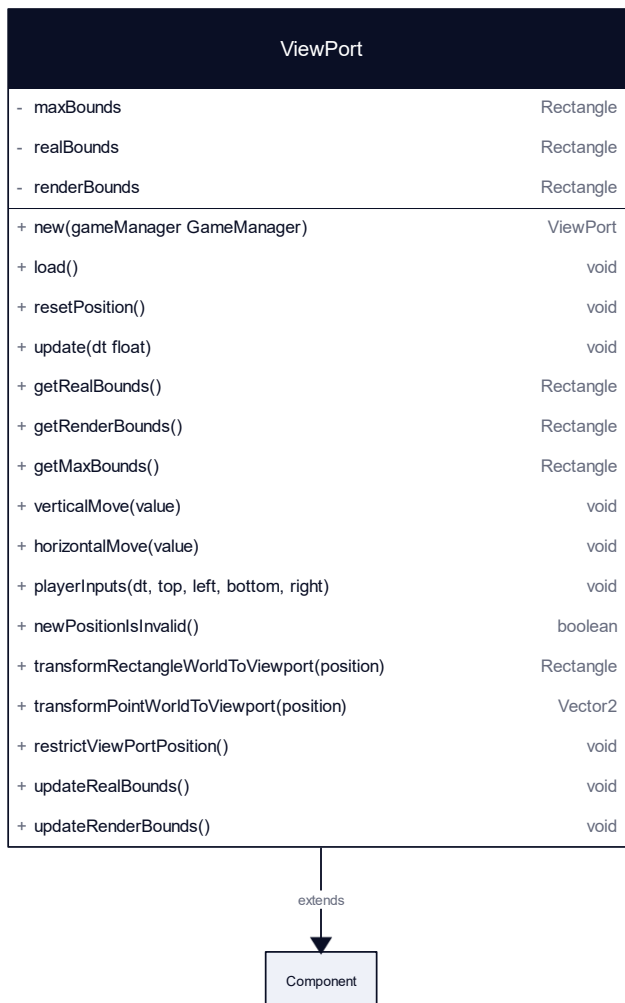 ViewPort
- maxBounds Rectangle
- realBounds Rectangle
- renderBounds Rectangle
+ new(gameManager GameManager) ViewPort
+ load() void
+ resetPosition() void
+ update(dt float) void
+ getRealBounds() Rectangle
+ getRenderBounds() Rectangle
+ getMaxBounds() Rectangle
+ verticalMove(value) void
+ horizontalMove(value) void
+ playerInputs(dt, top, left, bottom, right) void
+ newPositionIsInvalid() boolean
+ transformRectangleWorldToViewport(position) Rectangle
+ transformPointWorldToViewport(position) Vector2
+ restrictViewPortPosition() void
+ updateRealBounds() void
+ updateRenderBounds() void
extends
Component